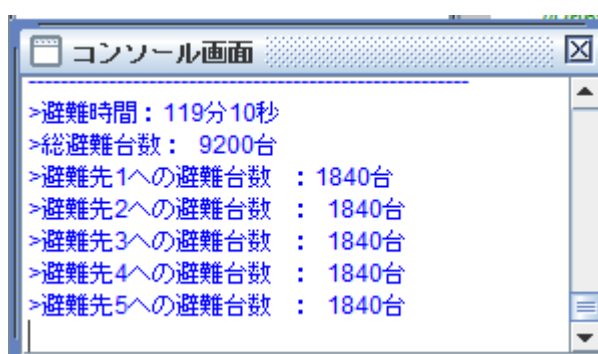 コンソール画面
>避難時間：119分10秒
>総避難台数： 9200台
>避難先1への避難台数 ：1840台
>避難先2への避難台数 ： 1840台
>避難先3への避難台数 ： 1840台
>避難先4への避難台数 ： 1840台
>避難先5への避難台数 ： 1840台